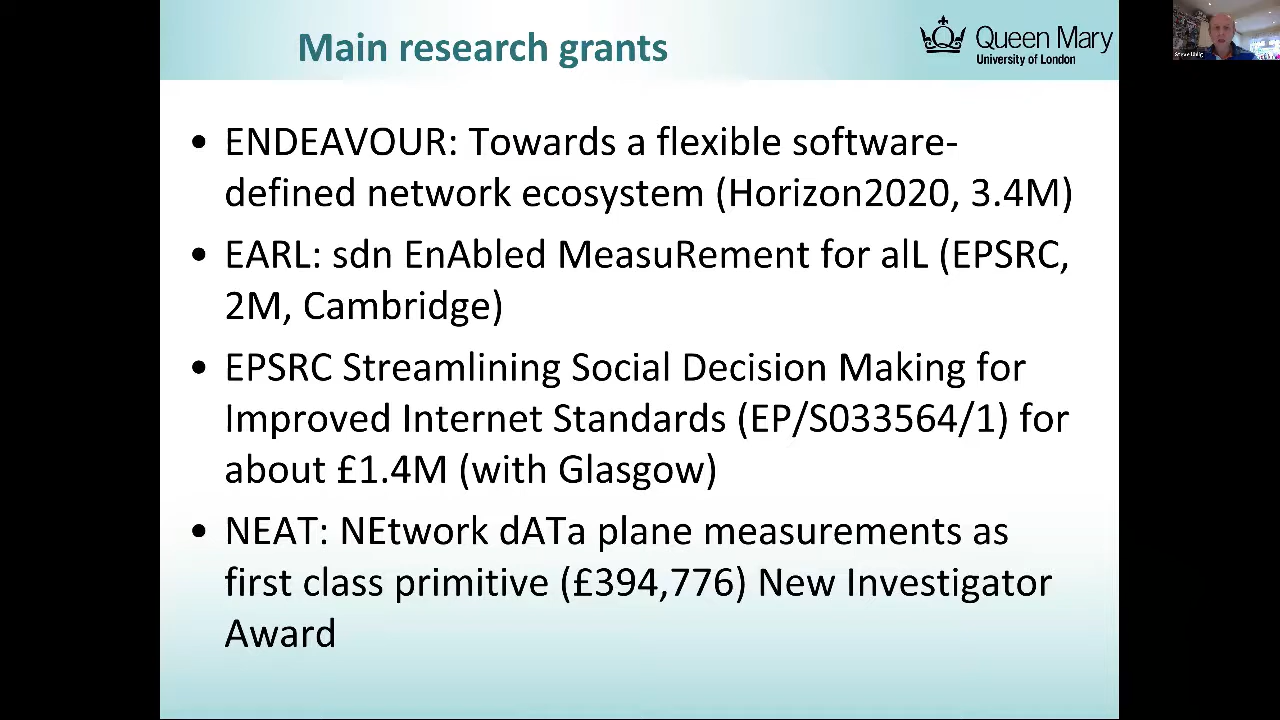 Main research grants
Queen Mary
University of London
Steve Uhlig
• ENDEAVOUR: Towards a flexible software-
defined network ecosystem (Horizon2020, 3.4M)
• EARL: sdn EnAbled MeasuRement for alL (EPSRC,
2M, Cambridge)
• EPSRC Streamlining Social Decision Making for
Improved Internet Standards (EP/S033564/1) for
about £1.4M (with Glasgow)
• NEAT: NEtwork dATa plane measurements as
first class primitive (£394,776) New Investigator
Award